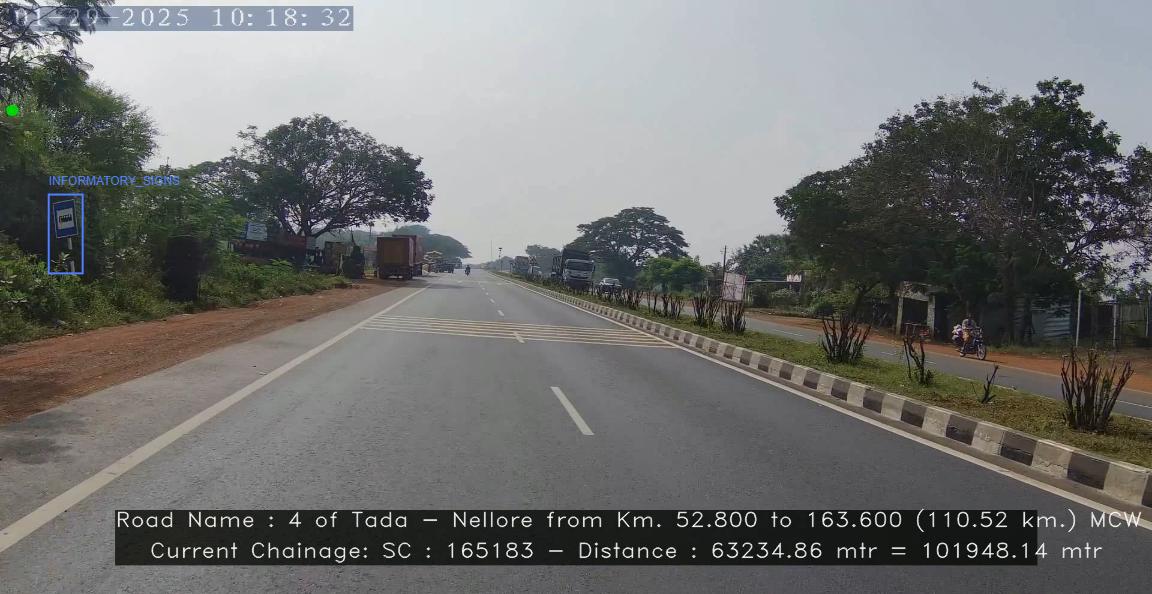 01-29-2025 10:18:32
INFORMATORY_SIGNS
Road Name : 4 of Tada - Nellore from Km. 52.800 to 163.600 (110.52 km.) MCW
Current Chainage: SC : 165183 - Distance : 63234.86 mtr = 101948.14 mtr